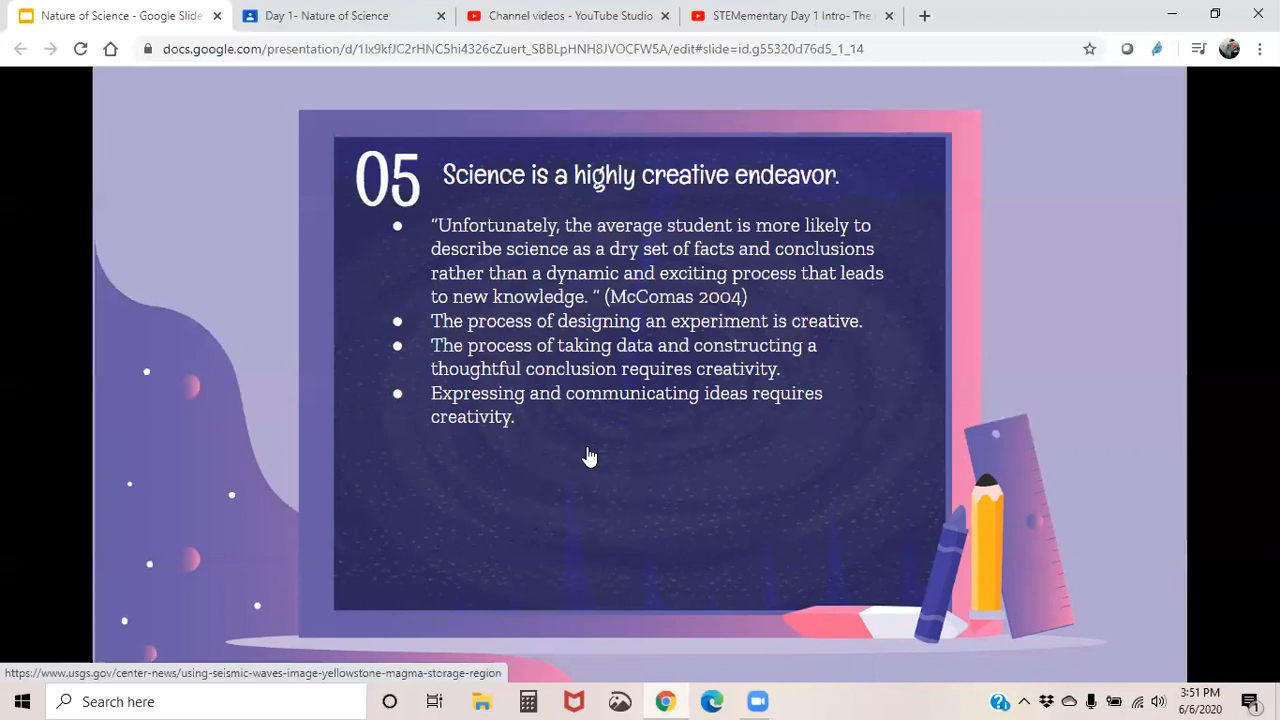 Nature of Science - Google Slide
Day 1- Nature of Science
Channel videos - YouTube Studio
STEMementary Day 1 Intro- The
docs.google.com/presentation/d/1Ix9kfJC2rHNC5hi4326cZuert_SBBLpHNH8JVOCFW5A/edit#slide=id.g55320d76d5_1_14
05 Science is a highly creative endeavor.
● “Unfortunately, the average student is more likely to
describe science as a dry set of facts and conclusions
rather than a dynamic and exciting process that leads
to new knowledge. “ (McComas 2004)
● The process of designing an experiment is creative.
● The process of taking data and constructing a
thoughtful conclusion requires creativity.
● Expressing and communicating ideas requires
creativity.
https://www.usgs.gov/center-news/using-seismic-waves-image-yellowstone-magma-storage-region
Search here
3:51 PM
6/6/2020